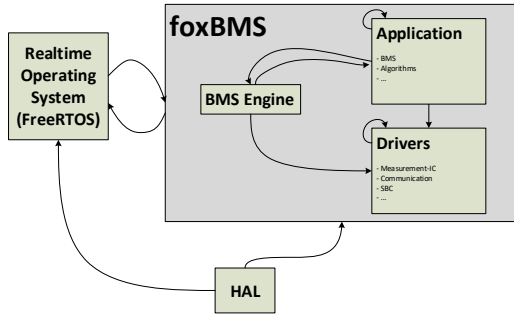 Realtime
Operating
System
(FreeRTOS)
foxBMS
BMS Engine
Application
- BMS
- Algorithms
- ...
Drivers
- Measurement-IC
- Communication
- SBC
- ...
HAL